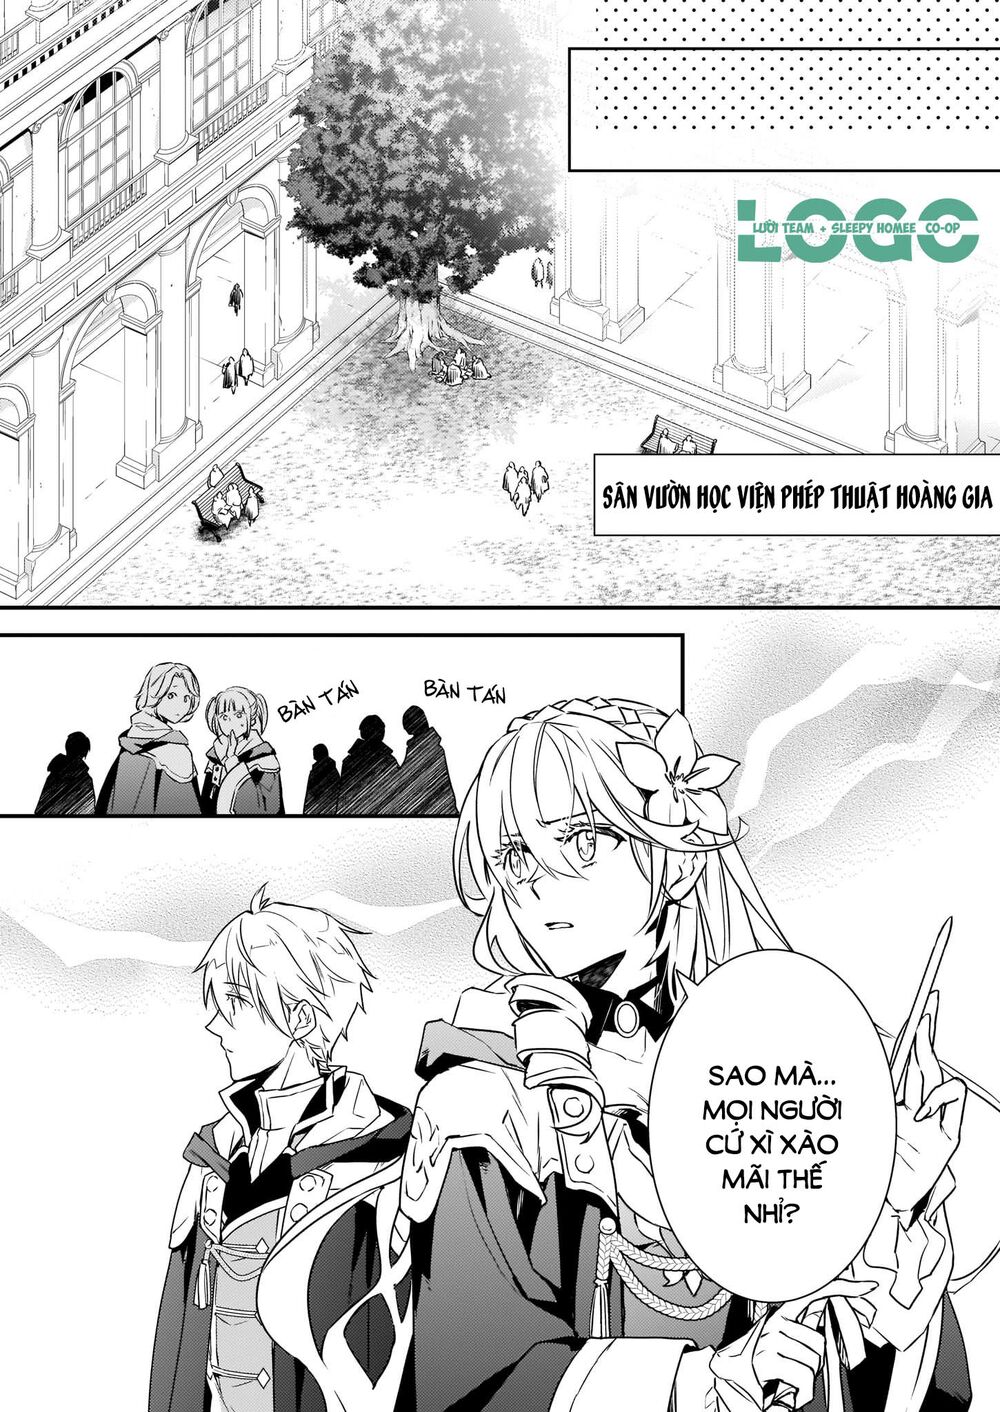 LOGO
LƯỜI TEAM + SLEEPY HOMEE CO-OP
SÂN VƯỜN HỌC VIỆN PHÉP THUẬT HOÀNG GIA
BÀN TÁN
BÀN TÁN
SAO MÀ...
MỌI NGƯỜI
CỨ XÌ XÀO
MÃI THẾ
NHỈ?